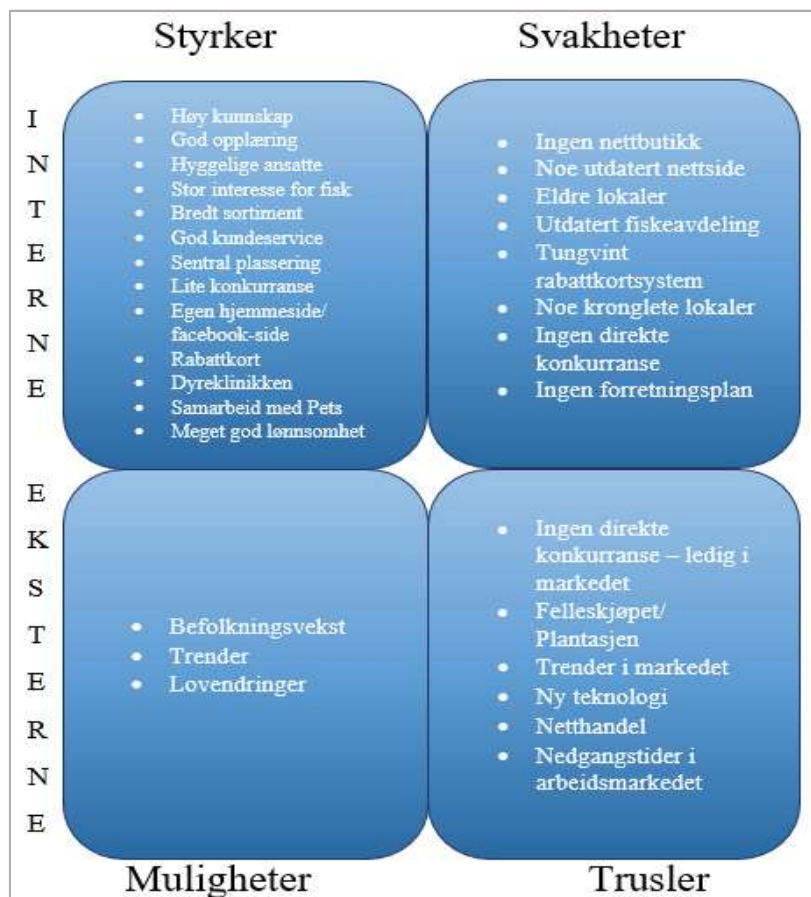 Styrker
Svakheter
INTERNE
Høy kunnskap
God opplæring
Hyggelige ansatte
Stor interesse for fisk
Bredt sortiment
God kundeservice
Sentral plassering
Lite konkurranse
Egen hjemmeside/
facebook-side
Rabattkort
Dyreklinikken
Samarbeid med Pets
Meget god lønnsomhet
Ingen nettbutikk
Noe utdatert nettside
Eldre lokaler
Utdatert fiskeavdeling
Tungvint
rabattkortsystem
Noe kronglete lokaler
Ingen direkte
konkurranse
Ingen forretningsplan
EKSTERNE
Befolkningsvekst
Trender
Lovendringer
Ingen direkte
konkurranse – ledig i
markedet
Felleskjøpet/
Plantasjen
Trender i markedet
Ny teknologi
Netthandel
Nedgangstider i
arbeidsmarkedet
Muligheter
Trusler